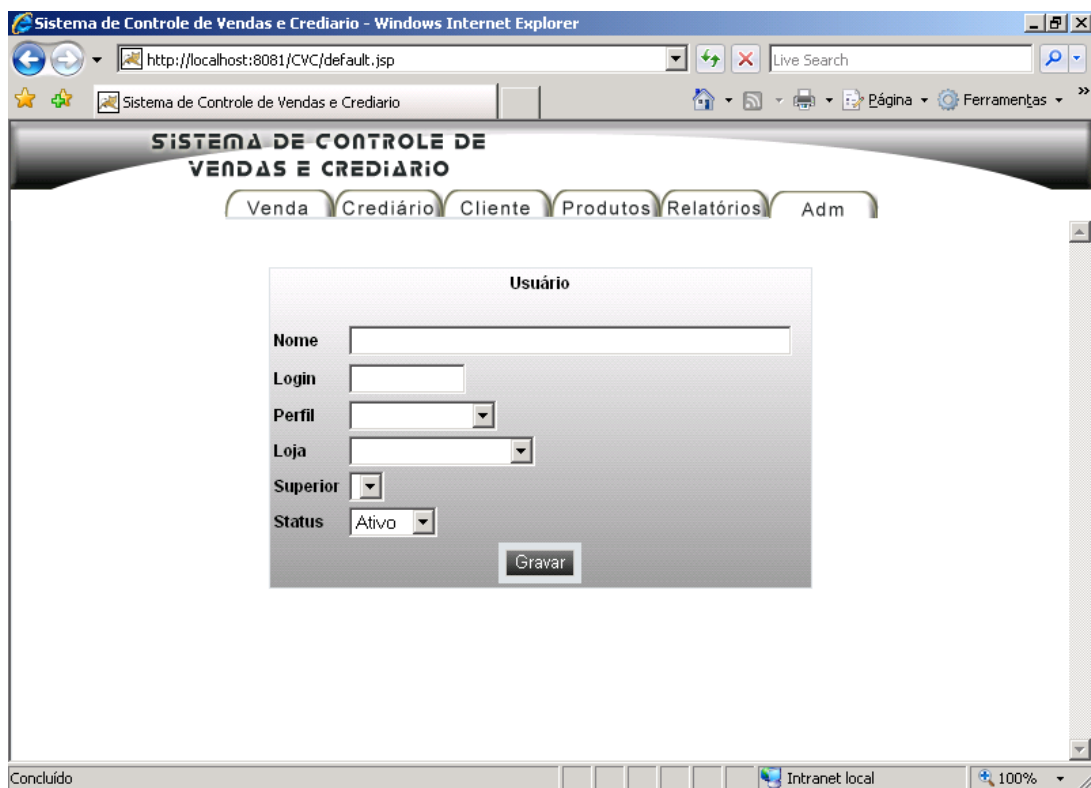 Sistema de Controle de Vendas e Crediario - Windows Internet Explorer
http://localhost:8081/CVC/default.jsp
Live Search
Sistema de Controle de Vendas e Crediario
Página
Ferramentas
SISTEMA DE CONTROLE DE
VENDAS E CREDIARIO
Venda Crediário Cliente Produtos Relatórios Adm
Usuário
Nome
Login
Perfil
Loja
Superior
Status Ativo
Gravar
Concluído
Intranet local
100%